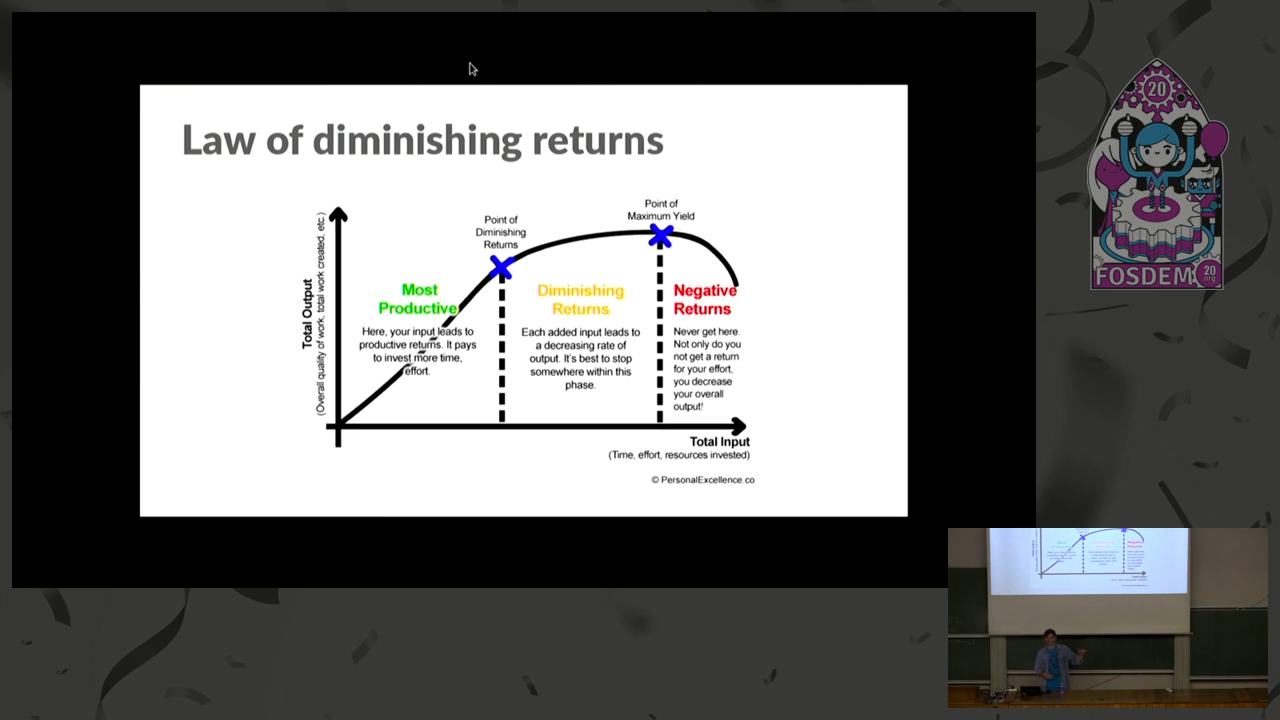 Law of diminishing returns
Total Output
(Overall quality of work, total work created, etc.)
Point of
Diminishing
Returns
Point of
Maximum Yield
Most
Productive
Here, your input leads to
productive returns. It pays
to invest more time,
effort.
Diminishing
Returns
Each added input leads to
a decreasing rate of
output. It's best to stop
somewhere within this
phase.
Negative
Returns
Never get here.
Not only do you
not get a return
for your effort,
you decrease
your overall
output!
Total Input
(Time, effort, resources invested)
© PersonalExcellence.co
20
FOSDEM
20
.org